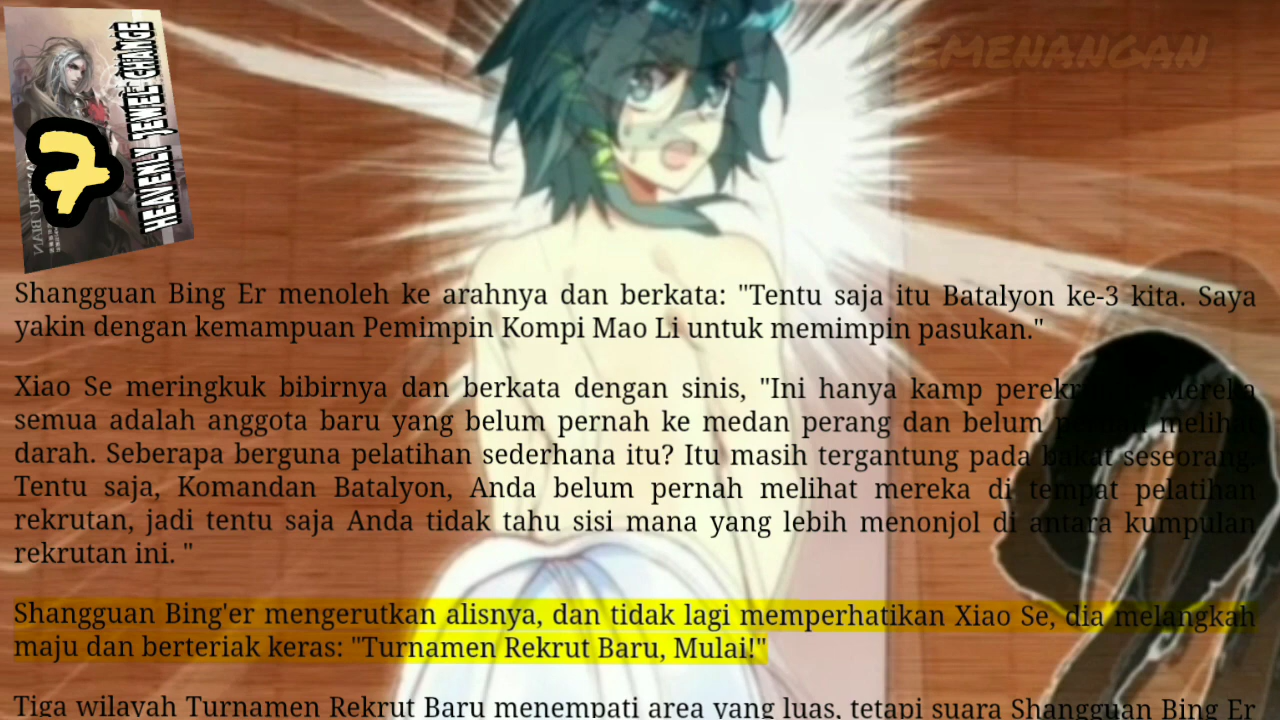 KEMENANGAN
HEAVENLY JEWEL CHANGE
7
Shangguan Bing Er menoleh ke arahnya dan berkata: "Tentu saja itu Batalyon ke-3 kita. Saya
yakin dengan kemampuan Pemimpin Kompi Mao Li untuk memimpin pasukan."
Xiao Se meringkuk bibirnya dan berkata dengan sinis, "Ini hanya kamp Mereka
semua adalah anggota baru yang belum pernah ke medan perang dan belum pernah melihat
darah. Seberapa berguna pelatihan sederhana itu? Itu masih tergantung pada bakat seseorang.
Tentu saja, Komandan Batalyon, Anda belum pernah melihat mereka di tempat pelatihan
rekrutan, jadi tentu saja Anda tidak tahu sisi mana yang lebih menonjol di antara kumpulan
rekrutan ini. "
Shangguan Bing'er mengerutkan alisnya, dan tidak lagi memperhatikan Xiao Se, dia melangkah
maju dan berteriak keras: "Turnamen Rekrut Baru, Mulai!"
Tiga wilayah Turnamen Rekrut Baru menempati area yang luas, tetapi suara Shangguan Bing Er